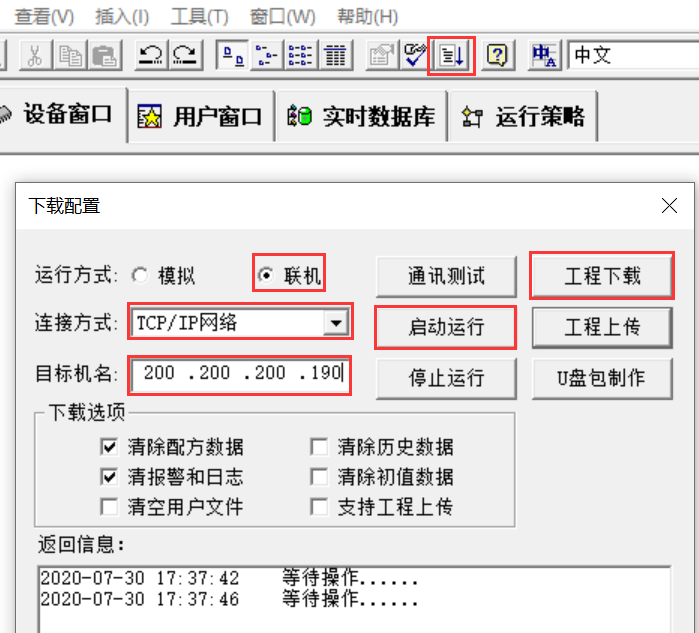 查看(V) 插入(I) 工具(T) 窗口(W) 帮助(H)
中A 中文
设备窗口 用户窗口 实时数据库 运行策略
下载配置
运行方式: 模拟 联机 通讯测试 工程下载
连接方式: TCP/IP网络 启动运行 工程上传
目标机名: 200 .200 .200 .190 停止运行 U盘包制作
下载选项
清除配方数据 清除历史数据
清报警和日志 清除初值数据
清空用户文件 支持工程上传
返回信息:
2020-07-30 17:37:42 等待操作......
2020-07-30 17:37:46 等待操作......